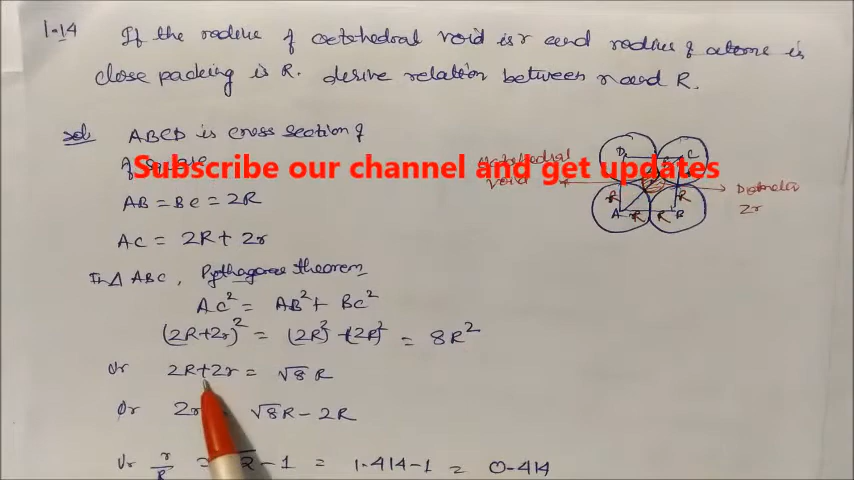 1.14 If the radius of octahedral void is r and radius of atoms is
close packing is R. derive relation between r and R.
Sol ABCD is cross section of
of square
Subscribe our channel and get updates
Octahedral
void
D C
A B
R R R R
Diameter
2r
AB = BC = 2R
AC = 2R + 2r
In △ ABC, Pythagoras theorem
AC² = AB² + BC²
(2R+2r)² = (2R)² + (2R)² = 8R²
Or 2R+2r = √8 R
Or 2r = √8R - 2R
Or r/R = √2 - 1 = 1.414-1 = 0.414